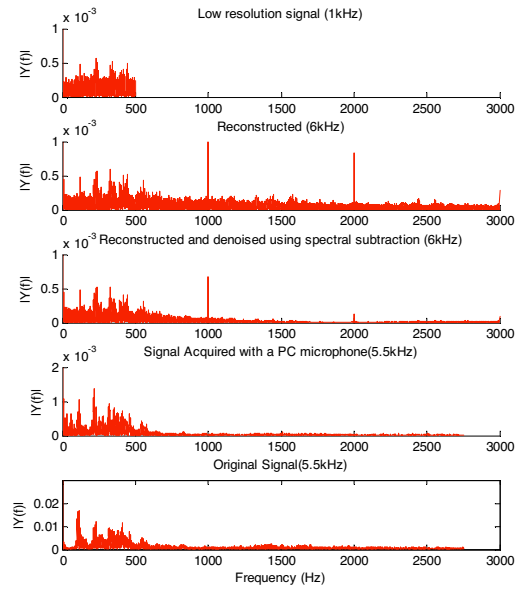 Low resolution signal (1kHz)
x 10-3
1
0.5
0
|Y(f)|
0 500 1000 1500 2000 2500 3000
Reconstructed (6kHz)
x 10-3
1
0.5
0
|Y(f)|
0 500 1000 1500 2000 2500 3000
Reconstructed and denoised using spectral subtraction (6kHz)
x 10-3
1
0.5
0
|Y(f)|
0 500 1000 1500 2000 2500 3000
Signal Acquired with a PC microphone(5.5kHz)
x 10-3
2
1
0
|Y(f)|
0 500 1000 1500 2000 2500 3000
Original Signal(5.5kHz)
0.02
0.01
0
|Y(f)|
0 500 1000 1500 2000 2500 3000
Frequency (Hz)